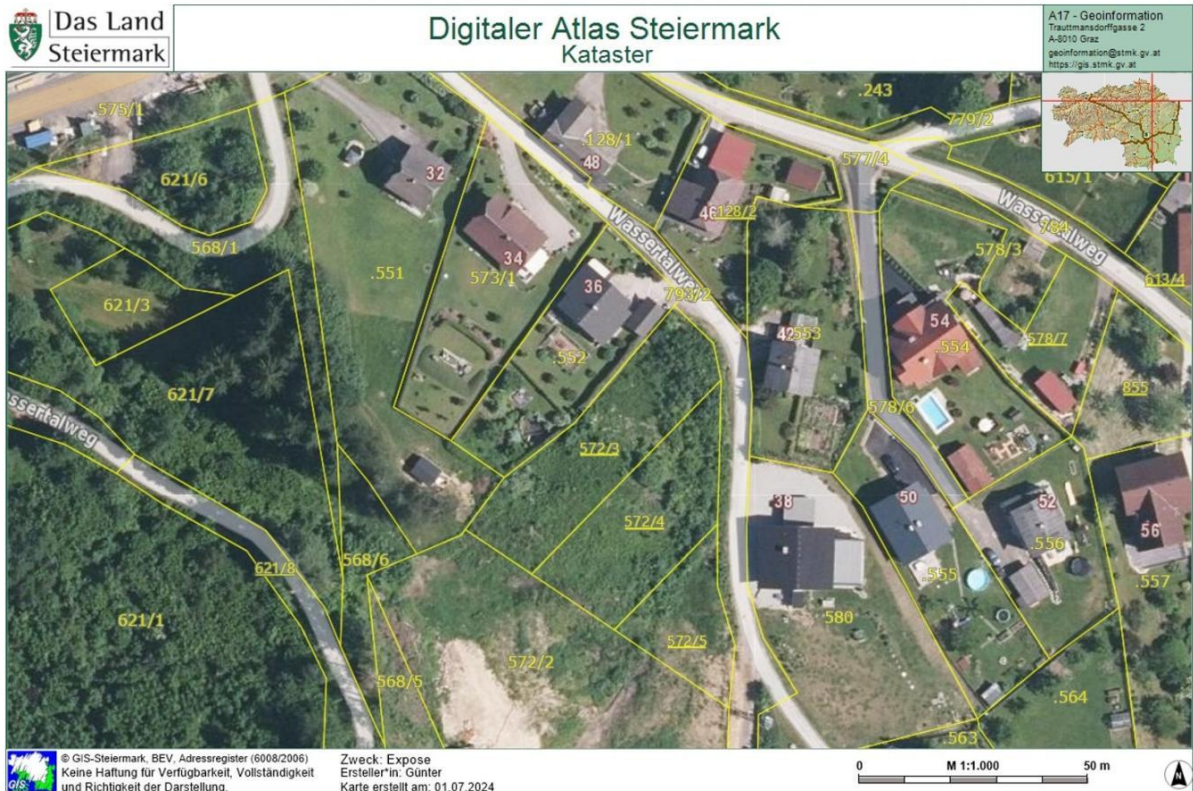 Das Land
Steiermark
Digitaler Atlas Steiermark
Kataster
A17 - Geoinformation
Trauttmansdorffgasse 2
A-8010 Graz
geoinformation@stmk.gv.at
https://gis.stmk.gv.at
575/1
.243
779/2
.128/1
48
577/4
32
621/6
615/1
46
128/2
Wassertalweg
Wassertalweg
784
568/1
34
578/3
.551
573/1
36
793/2
613/4
621/3
54
42
.553
.554
578/7
.552
621/7
855
578/6
ssertalweg
572/3
38
50
52
572/4
56
.556
568/6
621/8
.555
.557
621/1
580
572/5
572/2
568/5
.564
.563
GIS
© GIS-Steiermark, BEV, Adressregister (6008/2006)
Keine Haftung für Verfügbarkeit, Vollständigkeit
und Richtigkeit der Darstellung.
Zweck: Expose
Ersteller*in: Günter
Karte erstellt am: 01.07.2024
0 M 1:1.000 50 m
N